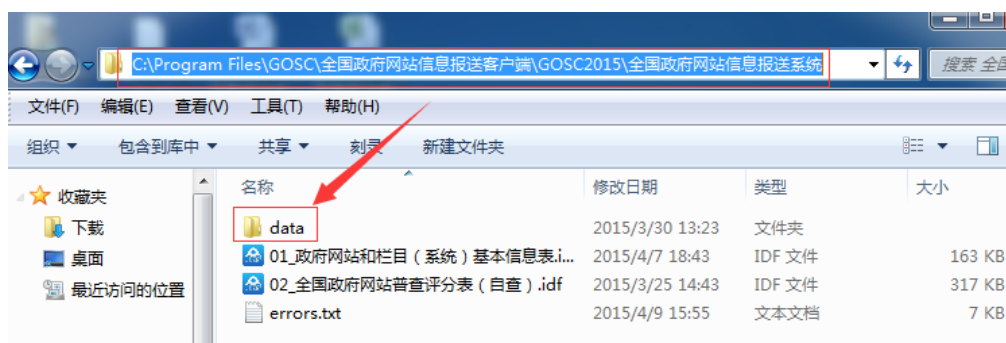 C:\Program Files\GOSC\全国政府网站信息报送客户端\GOSC2015\全国政府网站信息报送系统
搜索 全国
文件(F) 编辑(E) 查看(V) 工具(T) 帮助(H)
组织 包含到库中 共享 刻录 新建文件夹
收藏夹
下载
桌面
最近访问的位置
名称 修改日期 类型 大小
data 2015/3/30 13:23 文件夹
01_政府网站和栏目（系统）基本信息表.i... 2015/4/7 18:43 IDF 文件 163 KB
02_全国政府网站普查评分表（自查）.idf 2015/3/25 14:43 IDF 文件 317 KB
errors.txt 2015/4/9 15:55 文本文档 7 KB